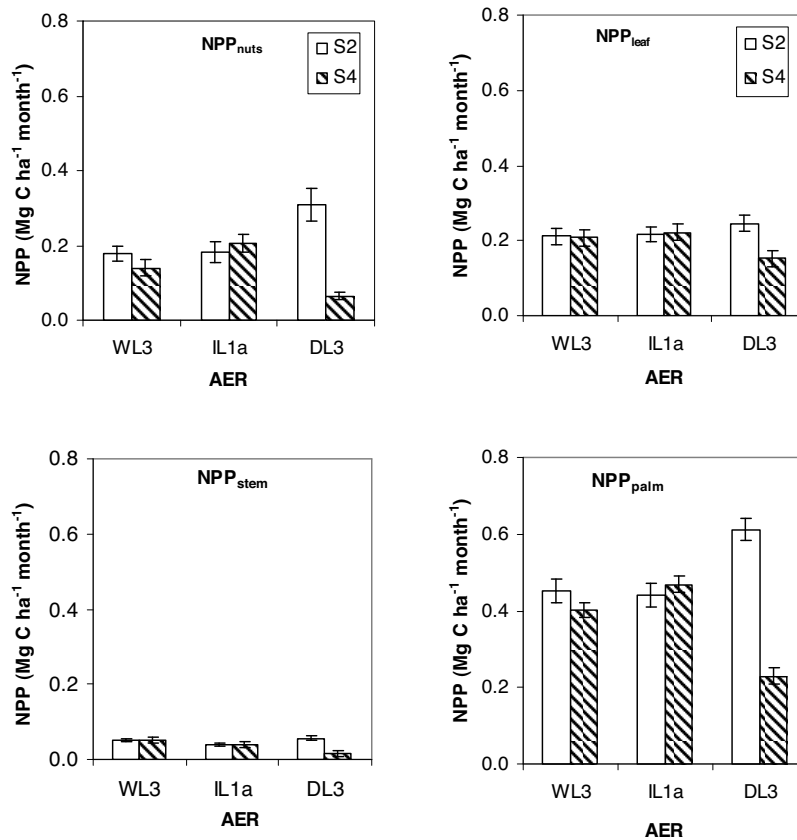 NPPnuts
S2
S4
NPP (Mg C ha-1 month-1)
0.8
0.6
0.4
0.2
0.0
WL3 IL1a DL3
AER
NPPleaf
S2
S4
NPP (Mg C ha-1 month-1)
0.8
0.6
0.4
0.2
0.0
WL3 IL1a DL3
AER
NPPstem
NPP (Mg C ha-1 month-1)
0.8
0.6
0.4
0.2
0.0
WL3 IL1a DL3
AER
NPPpalm
NPP (Mg C ha-1 month-1)
0.8
0.6
0.4
0.2
0.0
WL3 IL1a DL3
AER